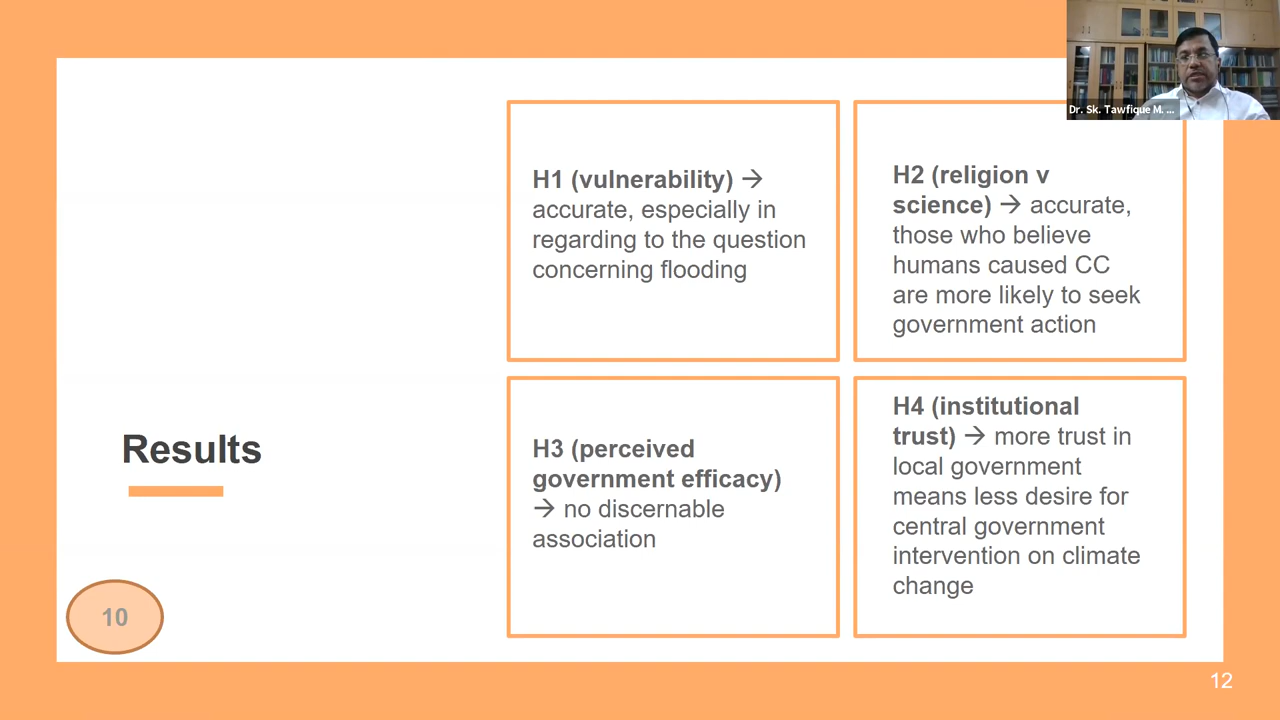 Dr. Sk. Tawfique M. ...
H1 (vulnerability) →
accurate, especially in
regarding to the question
concerning flooding
H2 (religion v
science) → accurate,
those who believe
humans caused CC
are more likely to seek
government action
Results
H3 (perceived
government efficacy)
→ no discernable
association
H4 (institutional
trust) → more trust in
local government
means less desire for
central government
intervention on climate
change
10
12